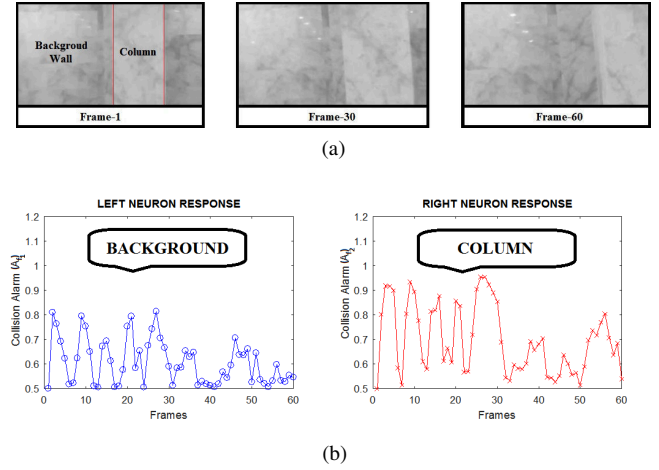 Backgroud
Wall
Column
Frame-1
Frame-30
Frame-60
(a)
LEFT NEURON RESPONSE
BACKGROUND
Collision Alarm (A_f1)
1.2
1.1
1
0.9
0.8
0.7
0.6
0.5
0 10 20 30 40 50 60
Frames
RIGHT NEURON RESPONSE
COLUMN
Collision Alarm (A_f2)
1.2
1.1
1
0.9
0.8
0.7
0.6
0.5
0 10 20 30 40 50 60
Frames
(b)